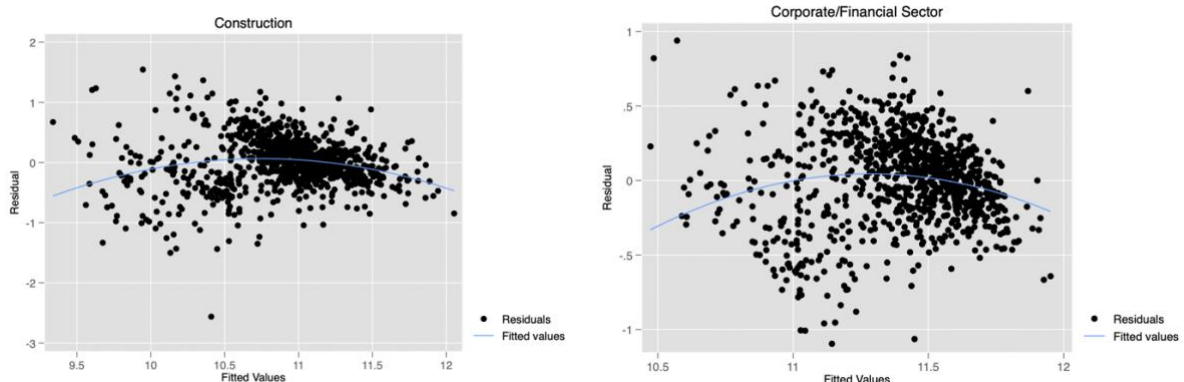 Construction
2
1
0
-1
-2
-3
Residual
9.5 10 10.5 11 11.5 12
Fitted Values
Residuals
Fitted values
Corporate/Financial Sector
1
.5
0
-.5
-1
Residual
10.5 11 11.5 12
Fitted Values
Residuals
Fitted values